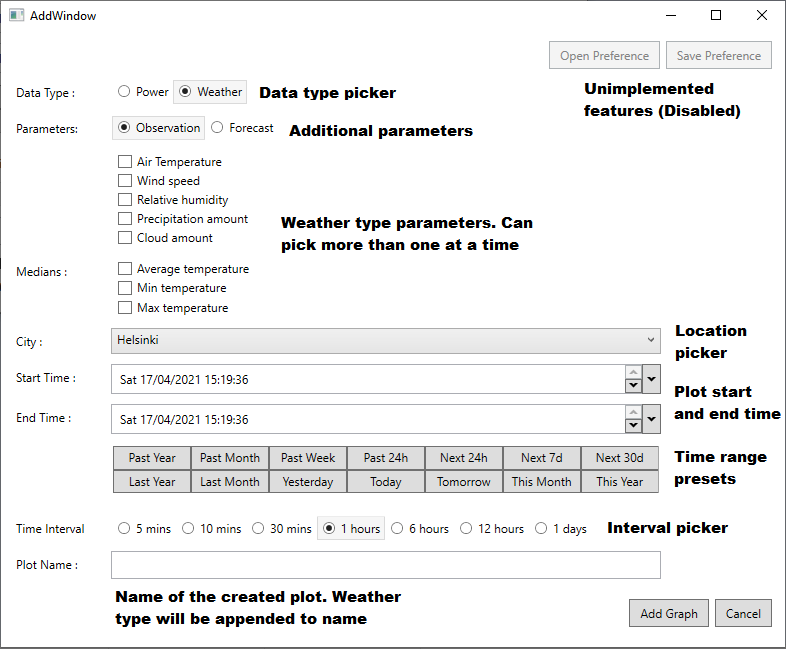 AddWindow
Open Preference Save Preference
Data Type : Power Weather Data type picker
Unimplemented
features (Disabled)
Parameters: Observation Forecast Additional parameters
Air Temperature
Wind speed
Relative humidity
Precipitation amount
Cloud amount
Weather type parameters. Can
pick more than one at a time
Medians : Average temperature
Min temperature
Max temperature
City : Helsinki
Location
picker
Start Time : Sat 17/04/2021 15:19:36
End Time : Sat 17/04/2021 15:19:36
Plot start
and end time
Past Year Past Month Past Week Past 24h Next 24h Next 7d Next 30d
Last Year Last Month Yesterday Today Tomorrow This Month This Year
Time range
presets
Time Interval 5 mins 10 mins 30 mins 1 hours 6 hours 12 hours 1 days Interval picker
Plot Name :
Name of the created plot. Weather
type will be appended to name
Add Graph Cancel